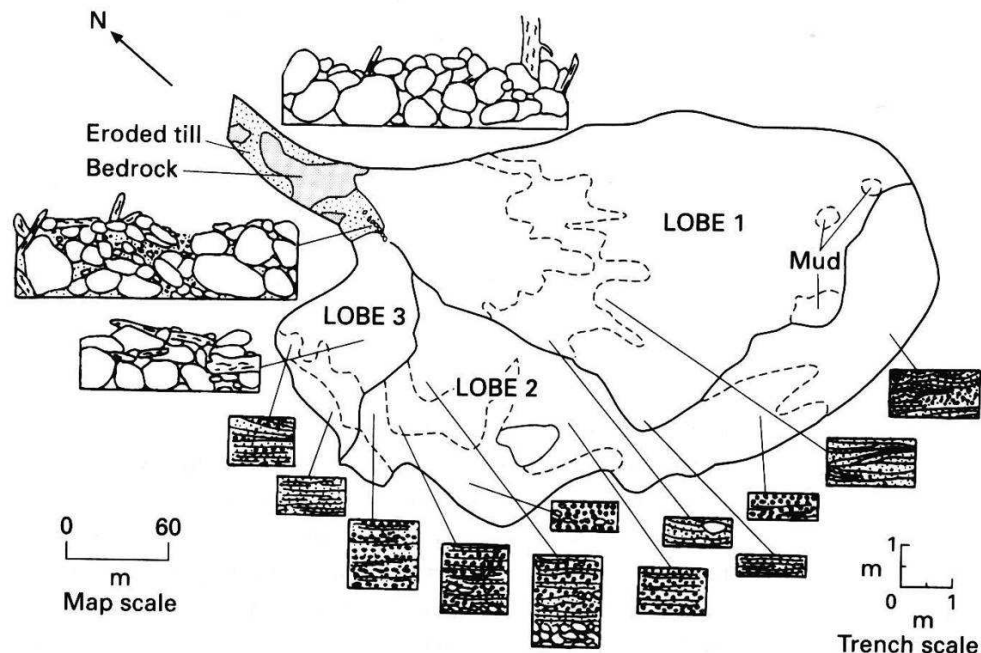 N
Eroded till
Bedrock
LOBE 1
Mud
LOBE 3
LOBE 2
0 60
m
Map scale
1
m
0 1
m
Trench scale